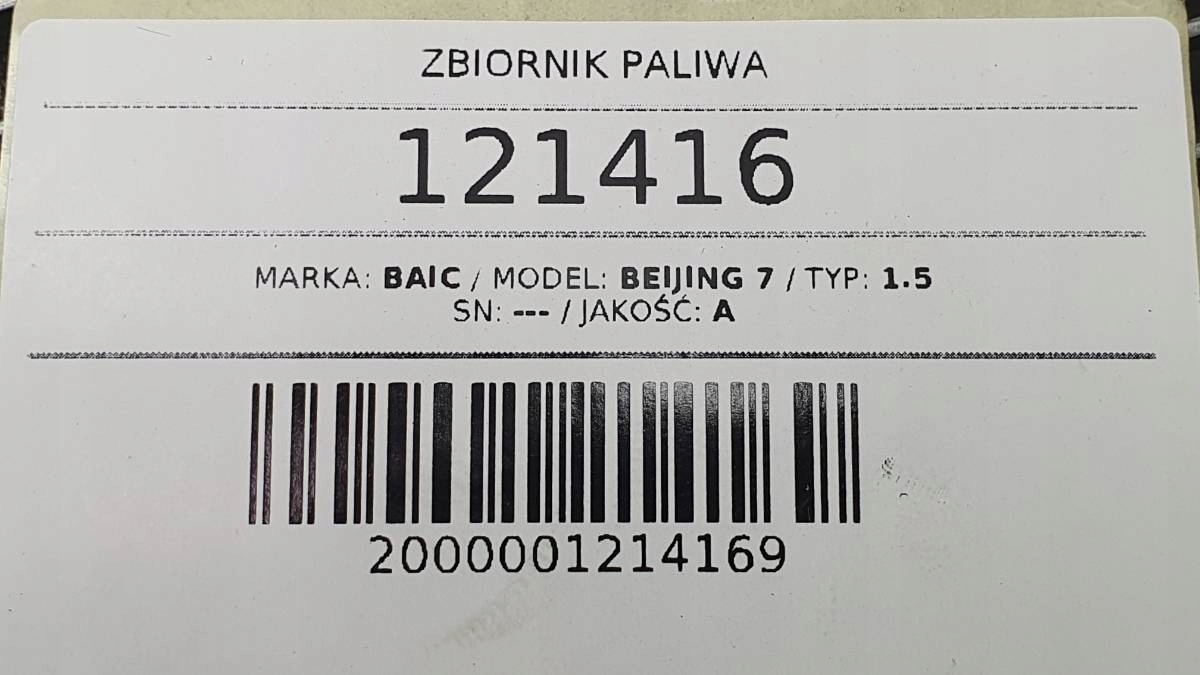 ZBIORNIK PALIWA
121416
MARKA: BAIC / MODEL: BEIJING 7 / TYP: 1.5
SN: --- / JAKOŚĆ: A
2000001214169